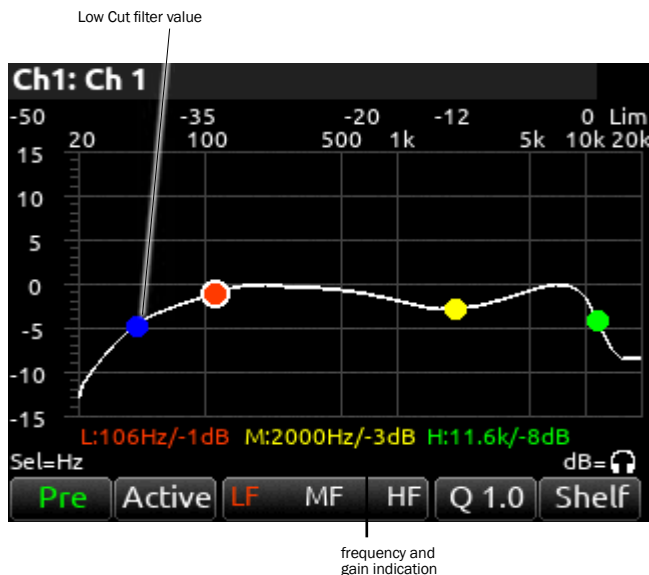 Low Cut filter value
Ch1: Ch 1
-50 -35 -20 -12 0 Lim
20 100 500 1k 5k 10k 20k
15
10
5
0
-5
-10
-15
L:106Hz/-1dB M:2000Hz/-3dB H:11.6k/-8dB
Sel=Hz dB=
Pre Active LF MF HF Q 1.0 Shelf
frequency and
gain indication